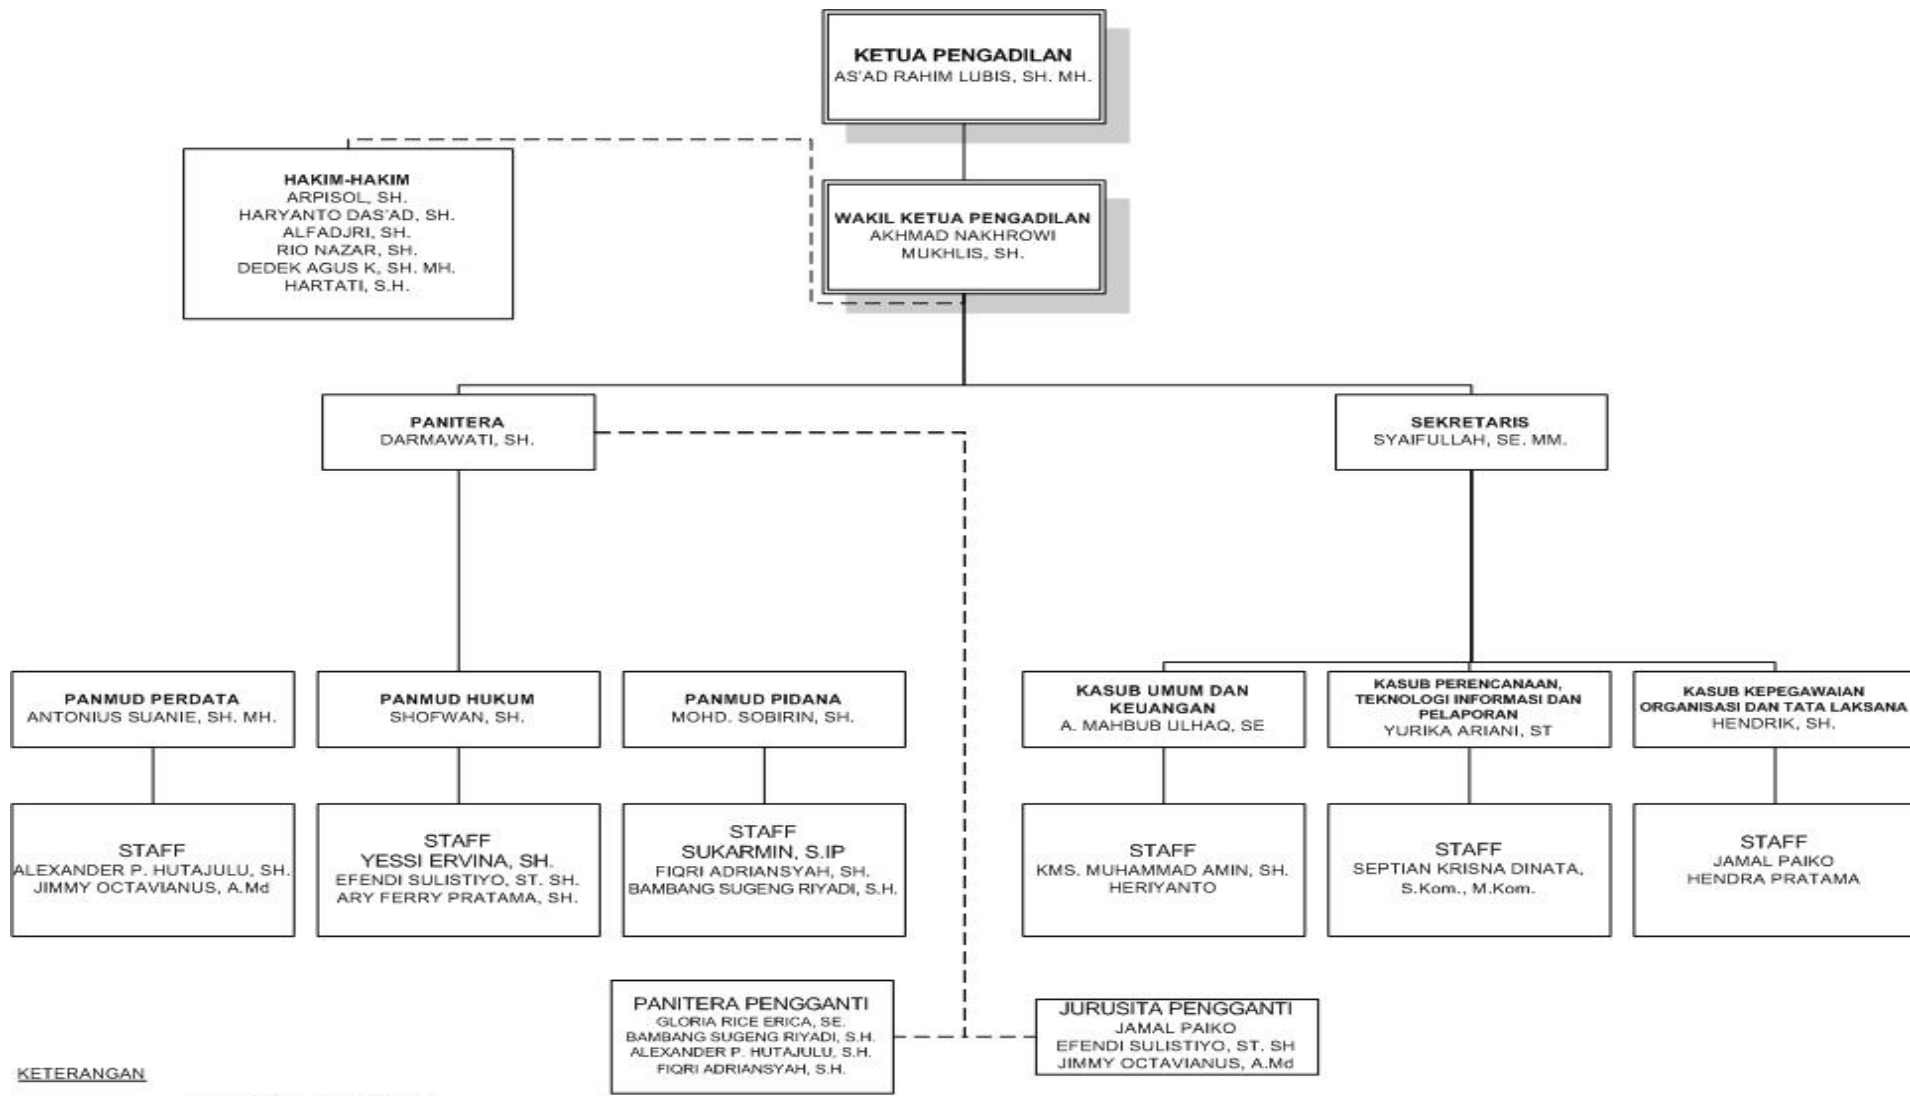 KETUA PENGADILAN
AS'AD RAHIM LUBIS, SH. MH.
HAKIM-HAKIM
ARPISOL, SH.
HARYANTO DAS'AD, SH.
ALFADJRI, SH.
RIO NAZAR, SH.
DEDEK AGUS K, SH. MH.
HARTATI, S.H.
WAKIL KETUA PENGADILAN
AKHMAD NAKHROWI
MUKHLIS, SH.
PANITERA
DARMAWATI, SH.
SEKRETARIS
SYAIFULLAH, SE. MM.
PANMUD PERDATA
ANTONIUS SUANIE, SH. MH.
PANMUD HUKUM
SHOFWAN, SH.
PANMUD PIDANA
MOHD. SOBIRIN, SH.
KASUB UMUM DAN
KEUANGAN
A. MAHBUB ULHAQ, SE
KASUB PERENCANAAN,
TEKNOLOGI INFORMASI DAN
PELAPORAN
YURIKA ARIANI, ST
KASUB KEPEGAWAIAN
ORGANISASI DAN TATA LAKSANA
HENDRIK, SH.
STAFF
ALEXANDER P. HUTAJULU, SH.
JIMMY OCTAVIANUS, A.Md
STAFF
YESSI ERVINA, SH.
EFENDI SULISTIYO, ST. SH.
ARY FERRY PRATAMA, SH.
STAFF
SUKARMIN, S.IP
FIQRI ADRIANSYAH, SH.
BAMBANG SUGENG RIYADI, S.H.
STAFF
KMS. MUHAMMAD AMIN, SH.
HERIYANTO
STAFF
SEPTIAN KRISNA DINATA,
S.Kom., M.Kom.
STAFF
JAMAL PAIKO
HENDRA PRATAMA
PANITERA PENGGANTI
GLORIA RICE ERICA, SE.
BAMBANG SUGENG RIYADI, S.H.
ALEXANDER P. HUTAJULU, S.H.
FIQRI ADRIANSYAH, S.H.
JURUSITA PENGGANTI
JAMAL PAIKO
EFENDI SULISTIYO, ST. SH
JIMMY OCTAVIANUS, A.Md
KETERANGAN